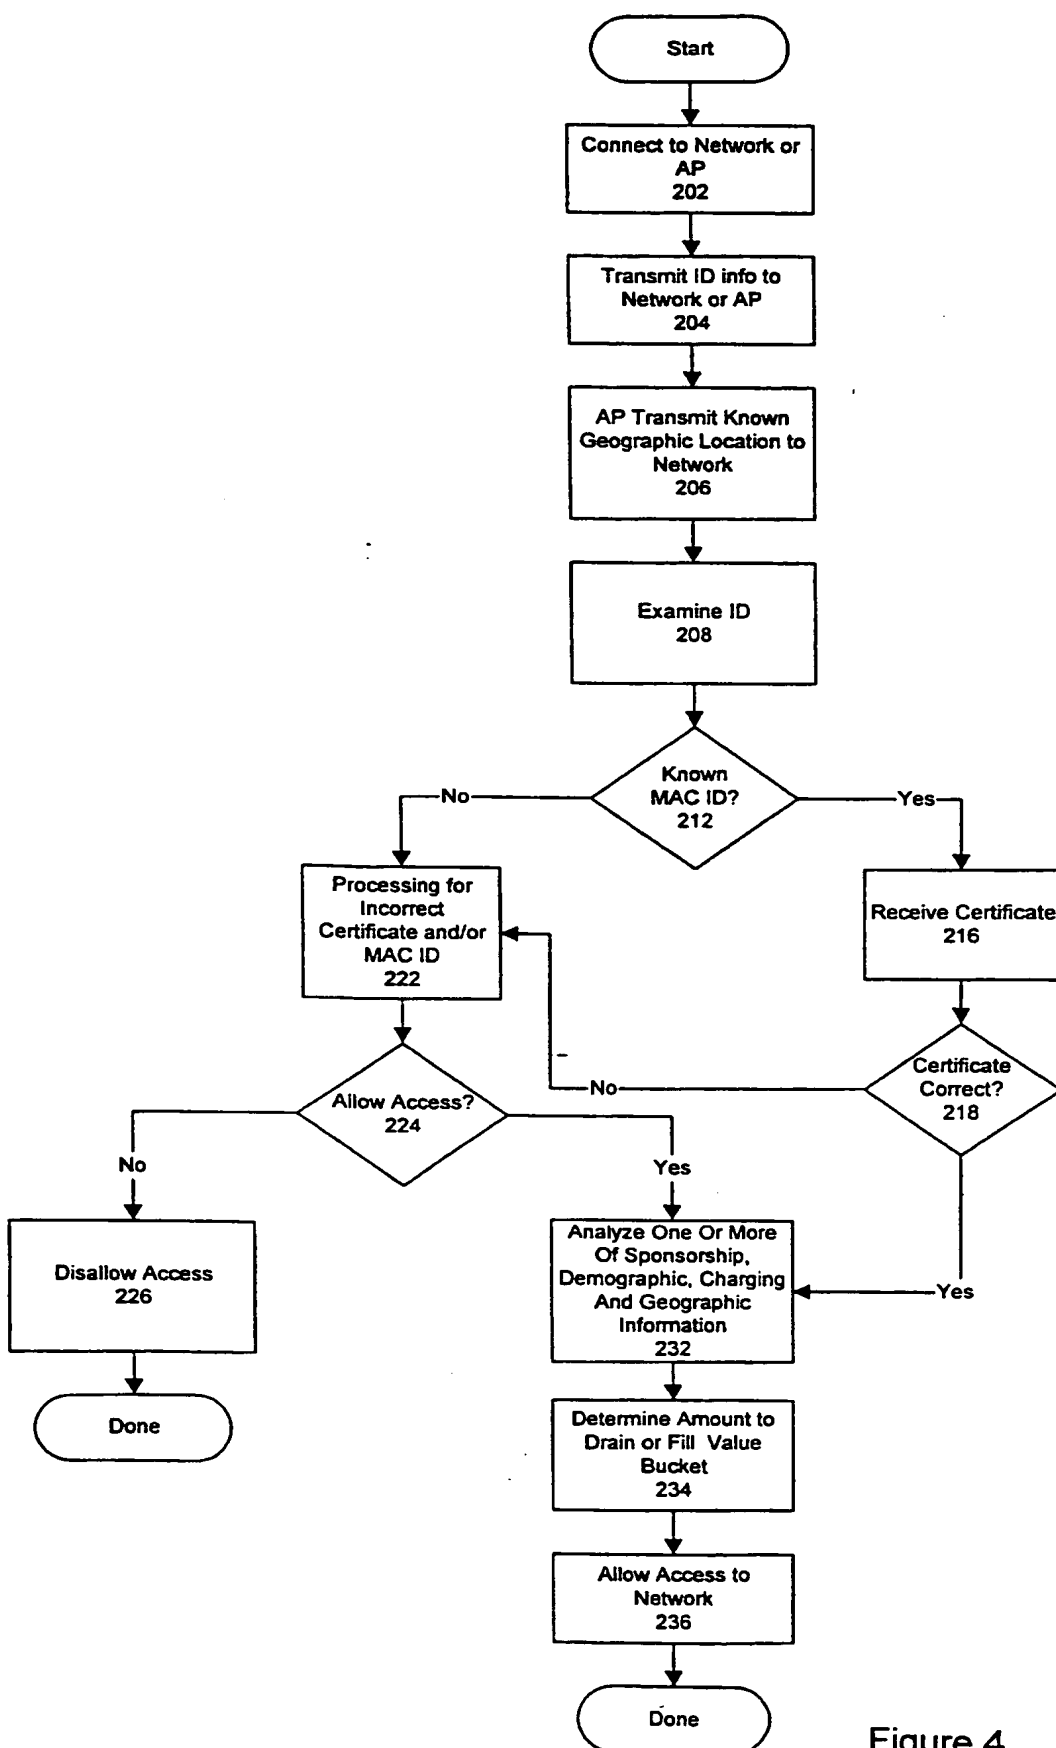 Start
Connect to Network or
AP
202
Transmit ID info to
Network or AP
204
AP Transmit Known
Geographic Location to
Network
206
Examine ID
208
Known
MAC ID?
212
No
Yes
Processing for
Incorrect
Certificate and/or
MAC ID
222
Receive Certificate
216
Certificate
Correct?
218
No
Allow Access?
224
No
Yes
Disallow Access
226
Analyze One Or More
Of Sponsorship,
Demographic, Charging
And Geographic
Information
232
Yes
Done
Determine Amount to
Drain or Fill Value
Bucket
234
Allow Access to
Network
236
Done
Figure 4